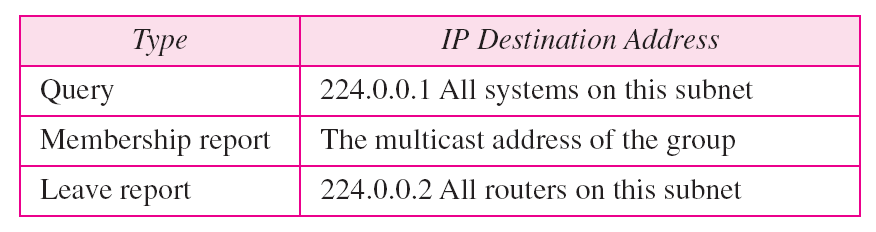 Type IP Destination Address
Query 224.0.0.1 All systems on this subnet
Membership report The multicast address of the group
Leave report 224.0.0.2 All routers on this subnet